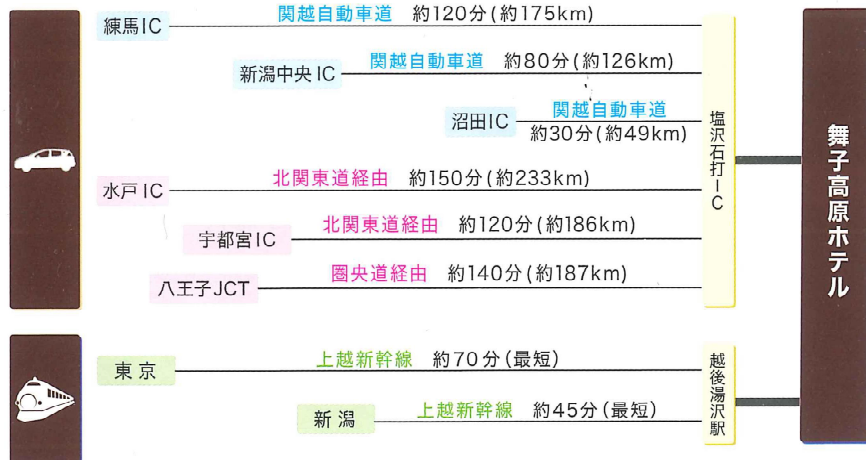 練馬IC 関越自動車道 約120分(約175km)
新潟中央IC 関越自動車道 約80分(約126km)
沼田IC 関越自動車道
約30分(約49km)
水戸IC 北関東道経由 約150分(約233km)
宇都宮IC 北関東道経由 約120分(約186km)
八王子JCT 圏央道経由 約140分(約187km)
塩沢石打IC
東京 上越新幹線 約70分(最短)
新潟 上越新幹線 約45分(最短)
越後湯沢駅
舞子高原ホテル